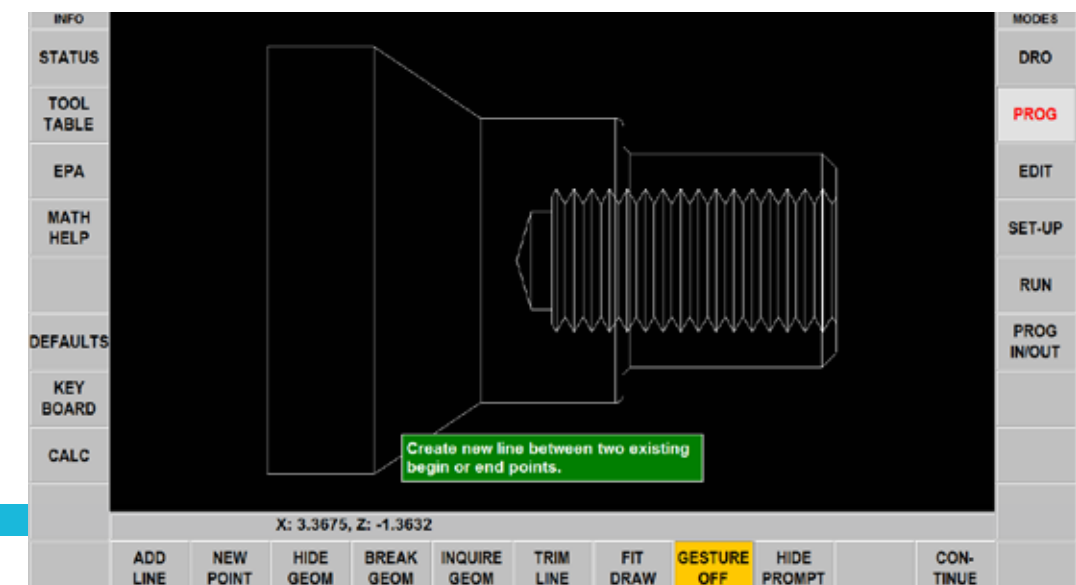 INFO
STATUS
TOOL
TABLE
EPA
MATH
HELP
DEFAULTS
KEY
BOARD
CALC
Create new line between two existing
begin or end points.
X: 3.3675, Z: -1.3632
ADD
LINE
NEW
POINT
HIDE
GEOM
BREAK
GEOM
INQUIRE
GEOM
TRIM
LINE
FIT
DRAW
GESTURE
OFF
HIDE
PROMPT
CON-
TINUE
MODES
DRO
PROG
EDIT
SET-UP
RUN
PROG
IN/OUT